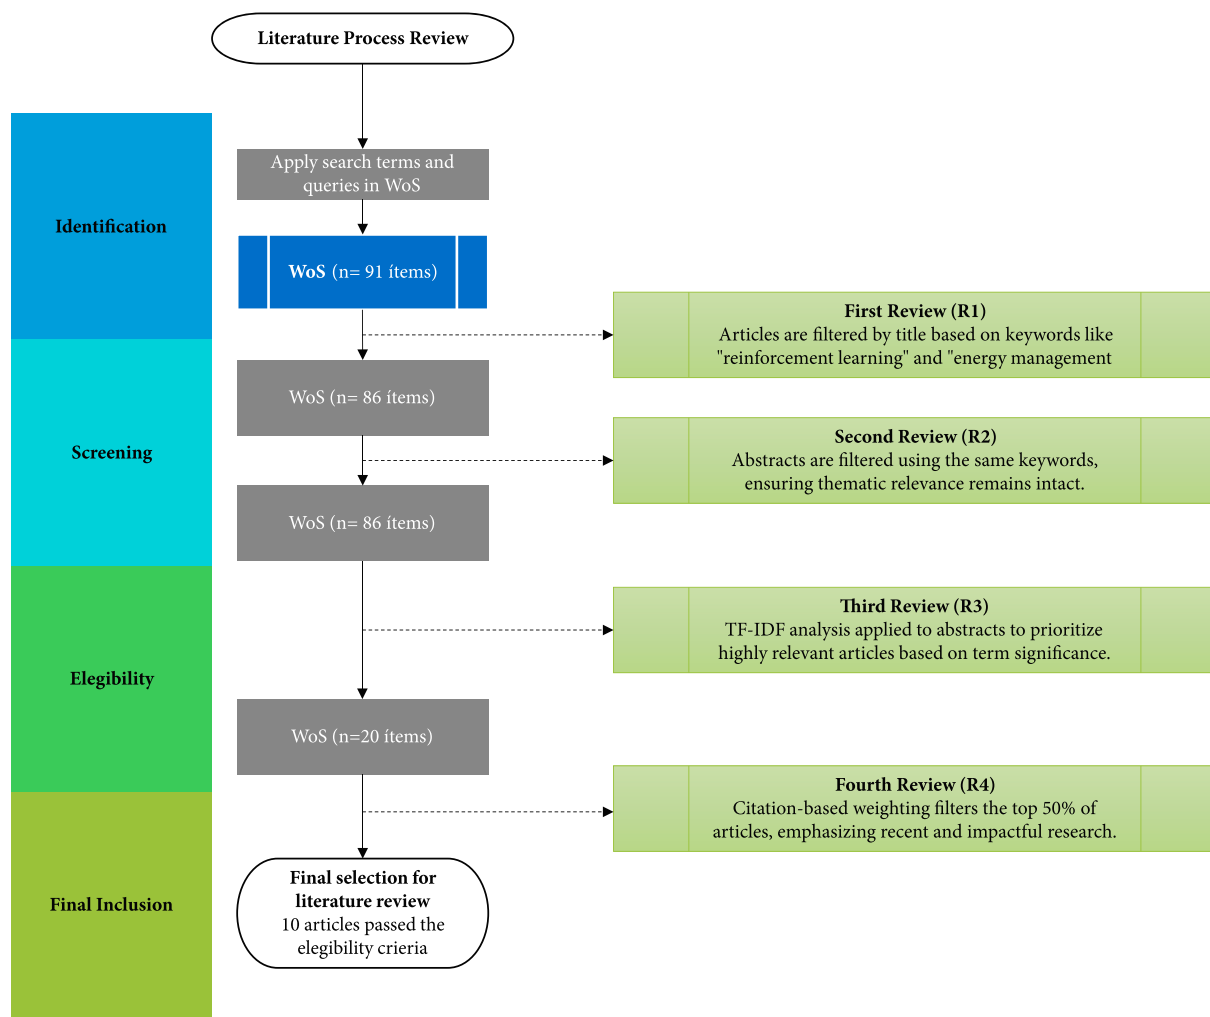 Literature Process Review
Identification
Apply search terms and
queries in WoS
WoS (n= 91 ítems)
First Review (R1)
Articles are filtered by title based on keywords like
"reinforcement learning" and "energy management
Screening
WoS (n= 86 ítems)
Second Review (R2)
Abstracts are filtered using the same keywords,
ensuring thematic relevance remains intact.
WoS (n= 86 ítems)
Elegibility
Third Review (R3)
TF-IDF analysis applied to abstracts to prioritize
highly relevant articles based on term significance.
WoS (n=20 ítems)
Fourth Review (R4)
Citation-based weighting filters the top 50% of
articles, emphasizing recent and impactful research.
Final Inclusion
Final selection for
literature review
10 articles passed the
elegibility crieria